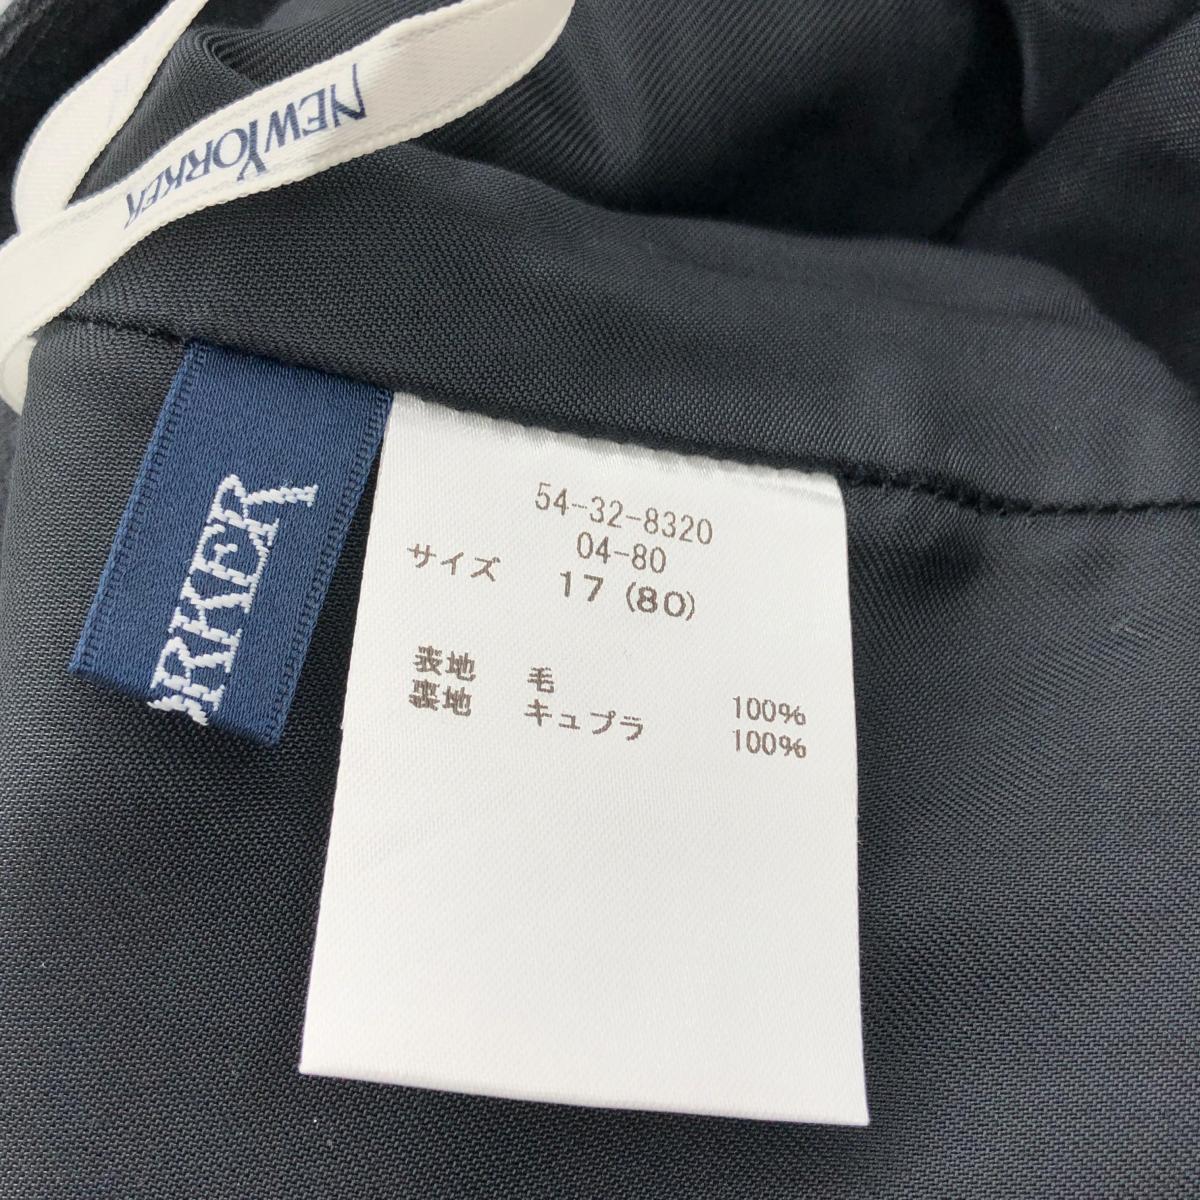 NEWYORKER
ORKER
54-32-8320
04-80
サイズ 17 (80)
表地 毛 100%
裏地 キュプラ 100%